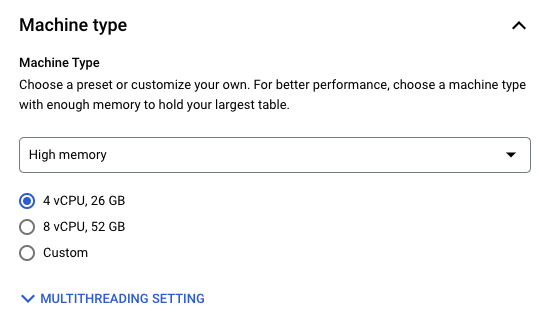 Machine type
Machine Type
Choose a preset or customize your own. For better performance, choose a machine type
with enough memory to hold your largest table.
High memory
4 vCPU, 26 GB
8 vCPU, 52 GB
Custom
MULTITHREADING SETTING